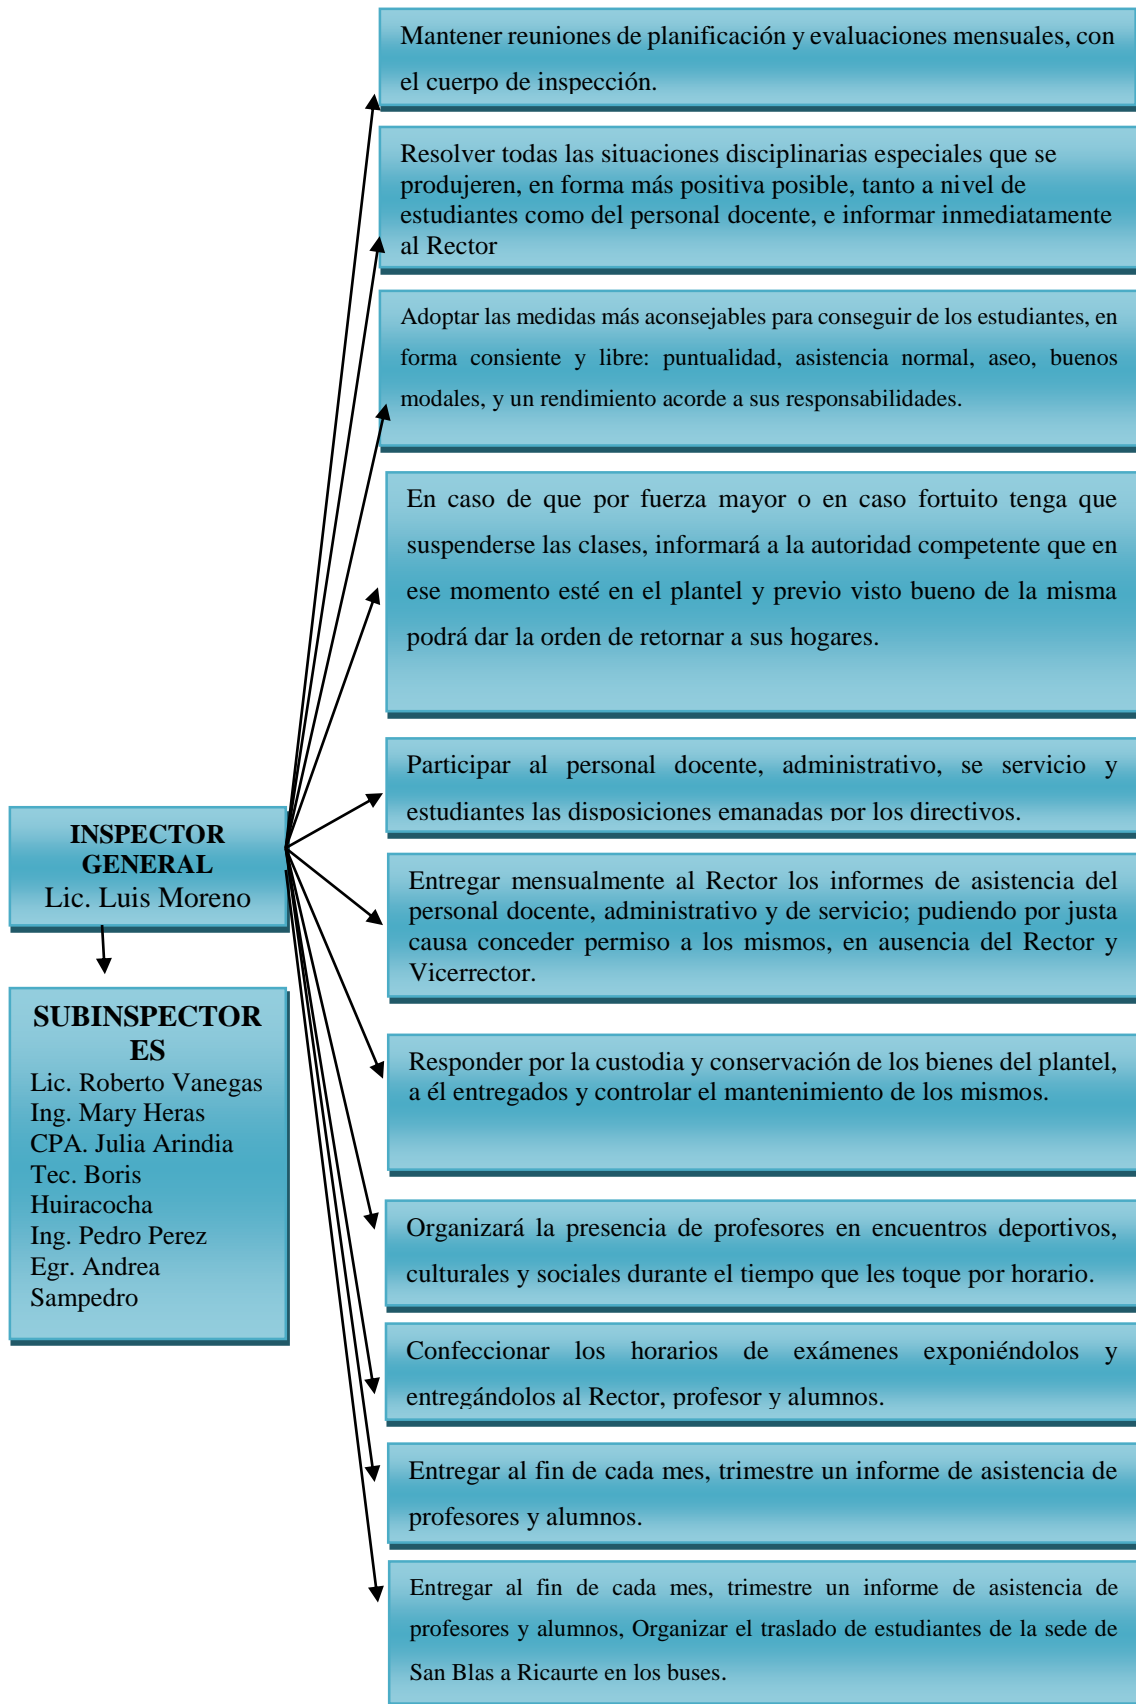 Mantener reuniones de planificación y evaluaciones mensuales, con
el cuerpo de inspección.
Resolver todas las situaciones disciplinarias especiales que se
produjeren, en forma más positiva posible, tanto a nivel de
estudiantes como del personal docente, e informar inmediatamente
al Rector
Adoptar las medidas más aconsejables para conseguir de los estudiantes, en
forma consiente y libre: puntualidad, asistencia normal, aseo, buenos
modales, y un rendimiento acorde a sus responsabilidades.
En caso de que por fuerza mayor o en caso fortuito tenga que
suspenderse las clases, informará a la autoridad competente que en
ese momento esté en el plantel y previo visto bueno de la misma
podrá dar la orden de retornar a sus hogares.
Participar al personal docente, administrativo, se servicio y
estudiantes las disposiciones emanadas por los directivos.
INSPECTOR
GENERAL
Lic. Luis Moreno
Entregar mensualmente al Rector los informes de asistencia del
personal docente, administrativo y de servicio; pudiendo por justa
causa conceder permiso a los mismos, en ausencia del Rector y
Vicerrector.
SUBINSPECTOR
ES
Lic. Roberto Vanegas
Ing. Mary Heras
CPA. Julia Arindia
Tec. Boris
Huiracocha
Ing. Pedro Perez
Egr. Andrea
Sampedro
Responder por la custodia y conservación de los bienes del plantel,
a él entregados y controlar el mantenimiento de los mismos.
Organizará la presencia de profesores en encuentros deportivos,
culturales y sociales durante el tiempo que les toque por horario.
Confeccionar los horarios de exámenes exponiéndolos y
entregándolos al Rector, profesor y alumnos.
Entregar al fin de cada mes, trimestre un informe de asistencia de
profesores y alumnos.
Entregar al fin de cada mes, trimestre un informe de asistencia de
profesores y alumnos, Organizar el traslado de estudiantes de la sede de
San Blas a Ricaurte en los buses.